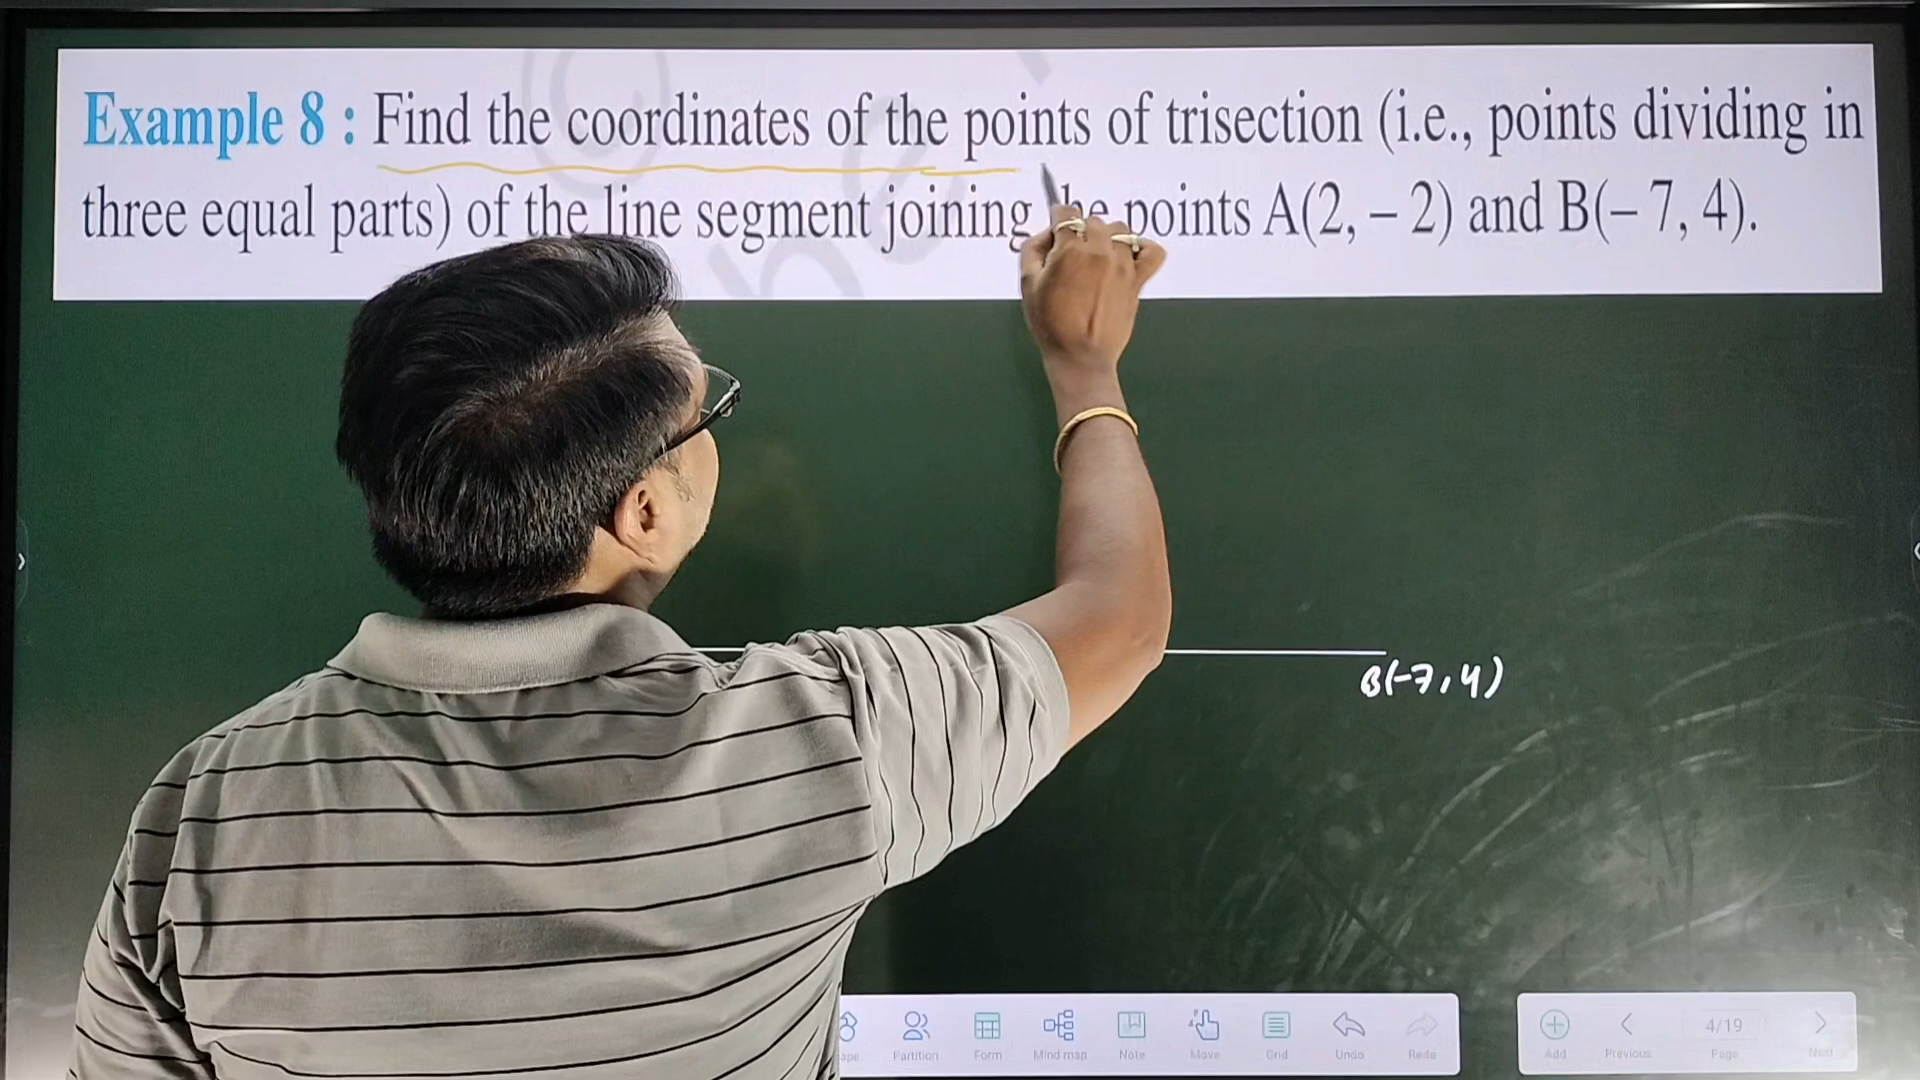 Example 8 : Find the coordinates of the points of trisection (i.e., points dividing in
three equal parts) of the line segment joining he points A(2, – 2) and B(– 7, 4).
B(-7,4)
Partition Form Mind map Note Move Grid Undo Redo
Add Previous 4/19 Page Next